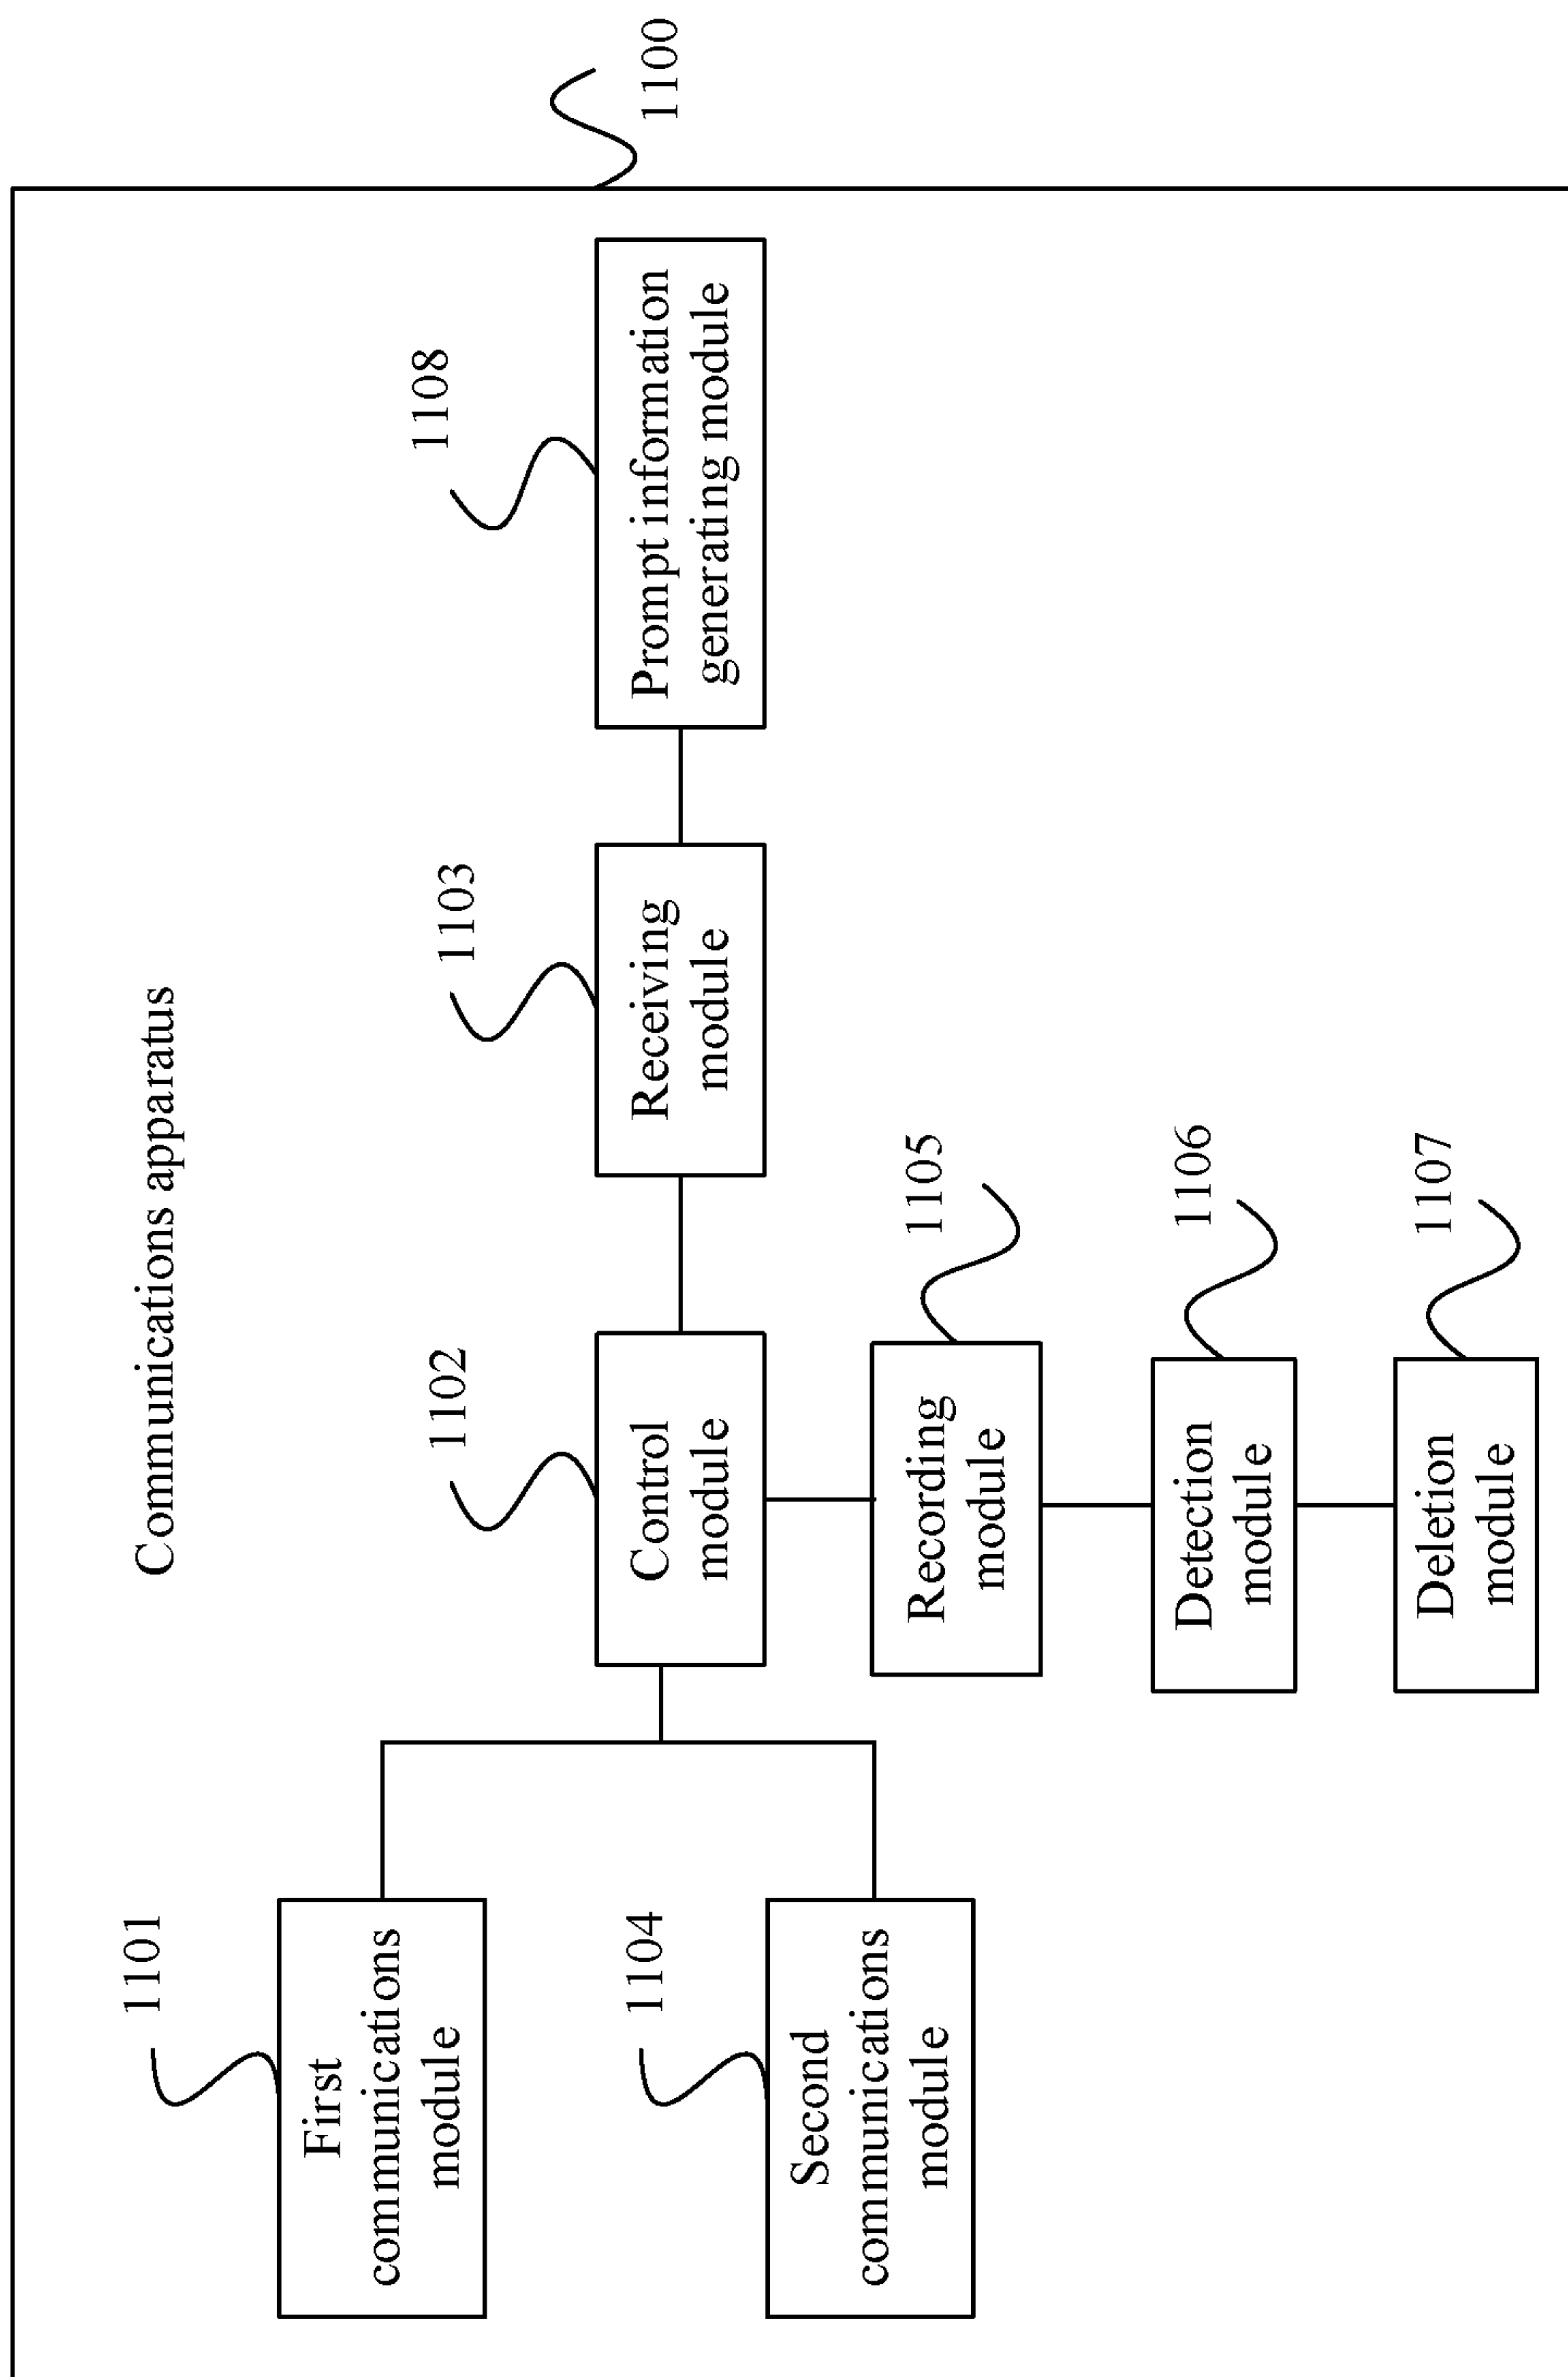 Communications apparatus
1100
1101
First
communications
module
1102
Control
module
1103
Receiving
module
1108
Prompt information
generating module
1104
Second
communications
module
1105
Recording
module
1106
Detection
module
1107
Deletion
module